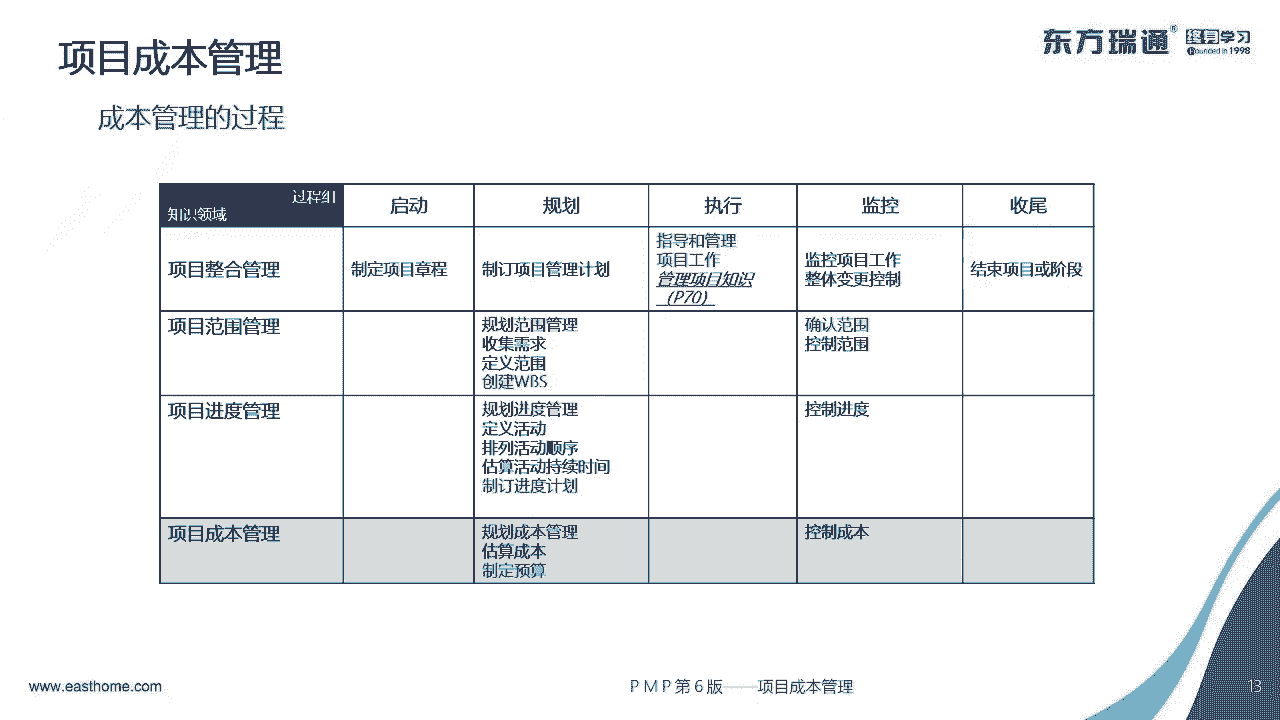 项目成本管理
东方瑞通®
终身学习
Founded in 1998
成本管理的过程
过程组
知识领域
启动
规划
执行
监控
收尾
项目整合管理
制定项目章程
制订项目管理计划
指导和管理
项目工作
管理项目知识
（P70）
监控项目工作
整体变更控制
结束项目或阶段
项目范围管理
规划范围管理
收集需求
定义范围
创建WBS
确认范围
控制范围
项目进度管理
规划进度管理
定义活动
排列活动顺序
估算活动持续时间
制订进度计划
控制进度
项目成本管理
规划成本管理
估算成本
制定预算
控制成本
www.easthome.com
PMP第6版——项目成本管理
13